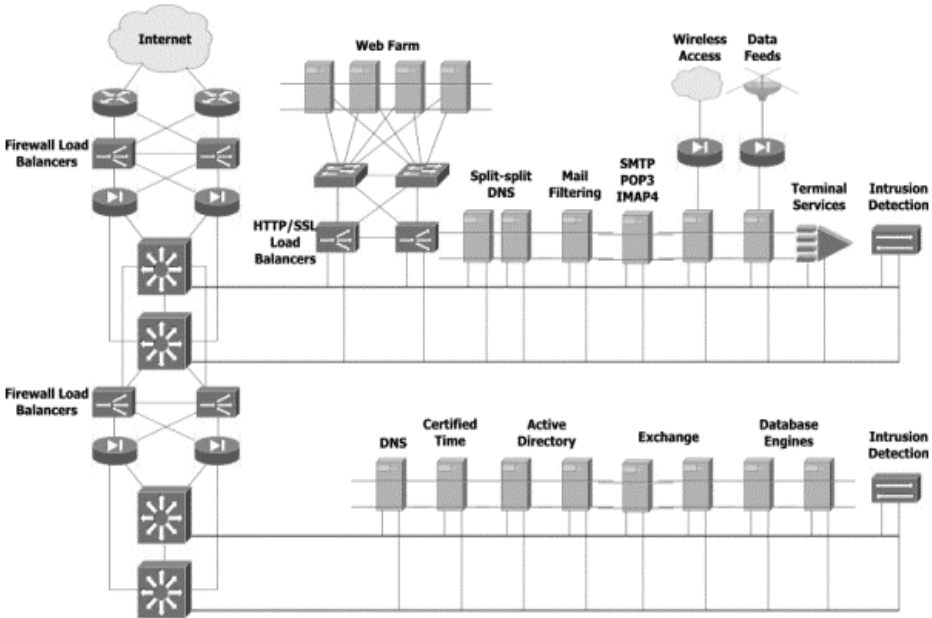 Internet
Web Farm
Wireless
Access
Data
Feeds
Firewall Load
Balancers
Split-split
DNS
Mail
Filtering
SMTP
POP3
IMAP4
Terminal
Services
Intrusion
Detection
HTTP/SSL
Load
Balancers
Firewall Load
Balancers
DNS
Certified
Time
Active
Directory
Exchange
Database
Engines
Intrusion
Detection